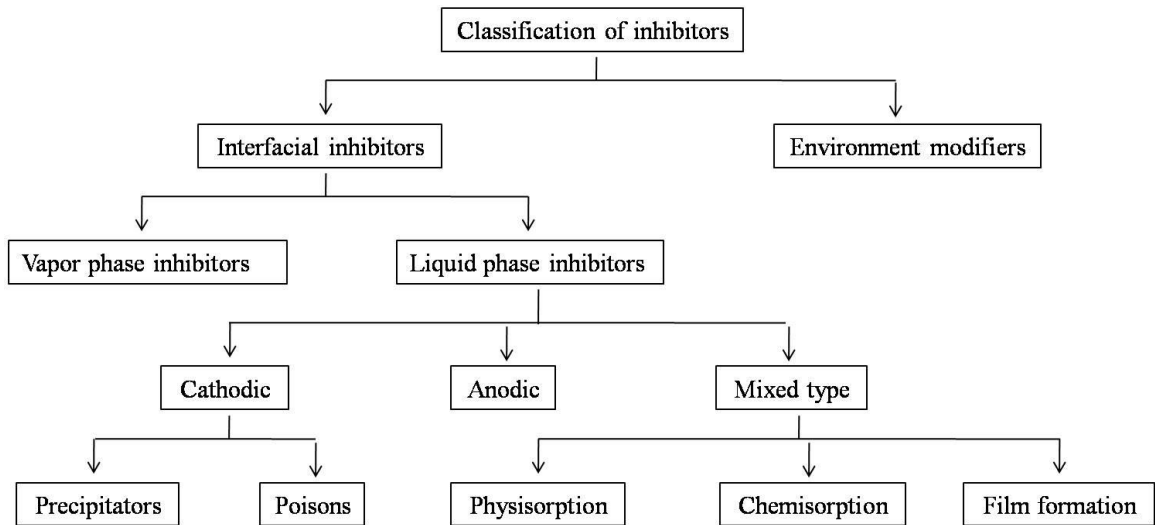 Classification of inhibitors
Interfacial inhibitors
Environment modifiers
Vapor phase inhibitors
Liquid phase inhibitors
Cathodic
Anodic
Mixed type
Precipitators
Poisons
Physisorption
Chemisorption
Film formation